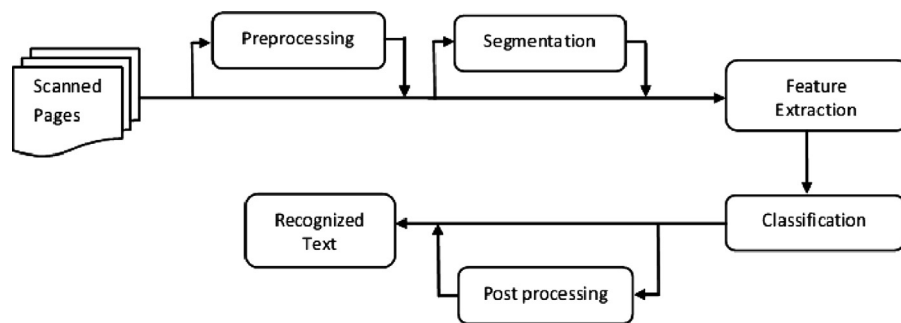 Preprocessing
Segmentation
Scanned
Pages
Feature
Extraction
Classification
Recognized
Text
Post processing